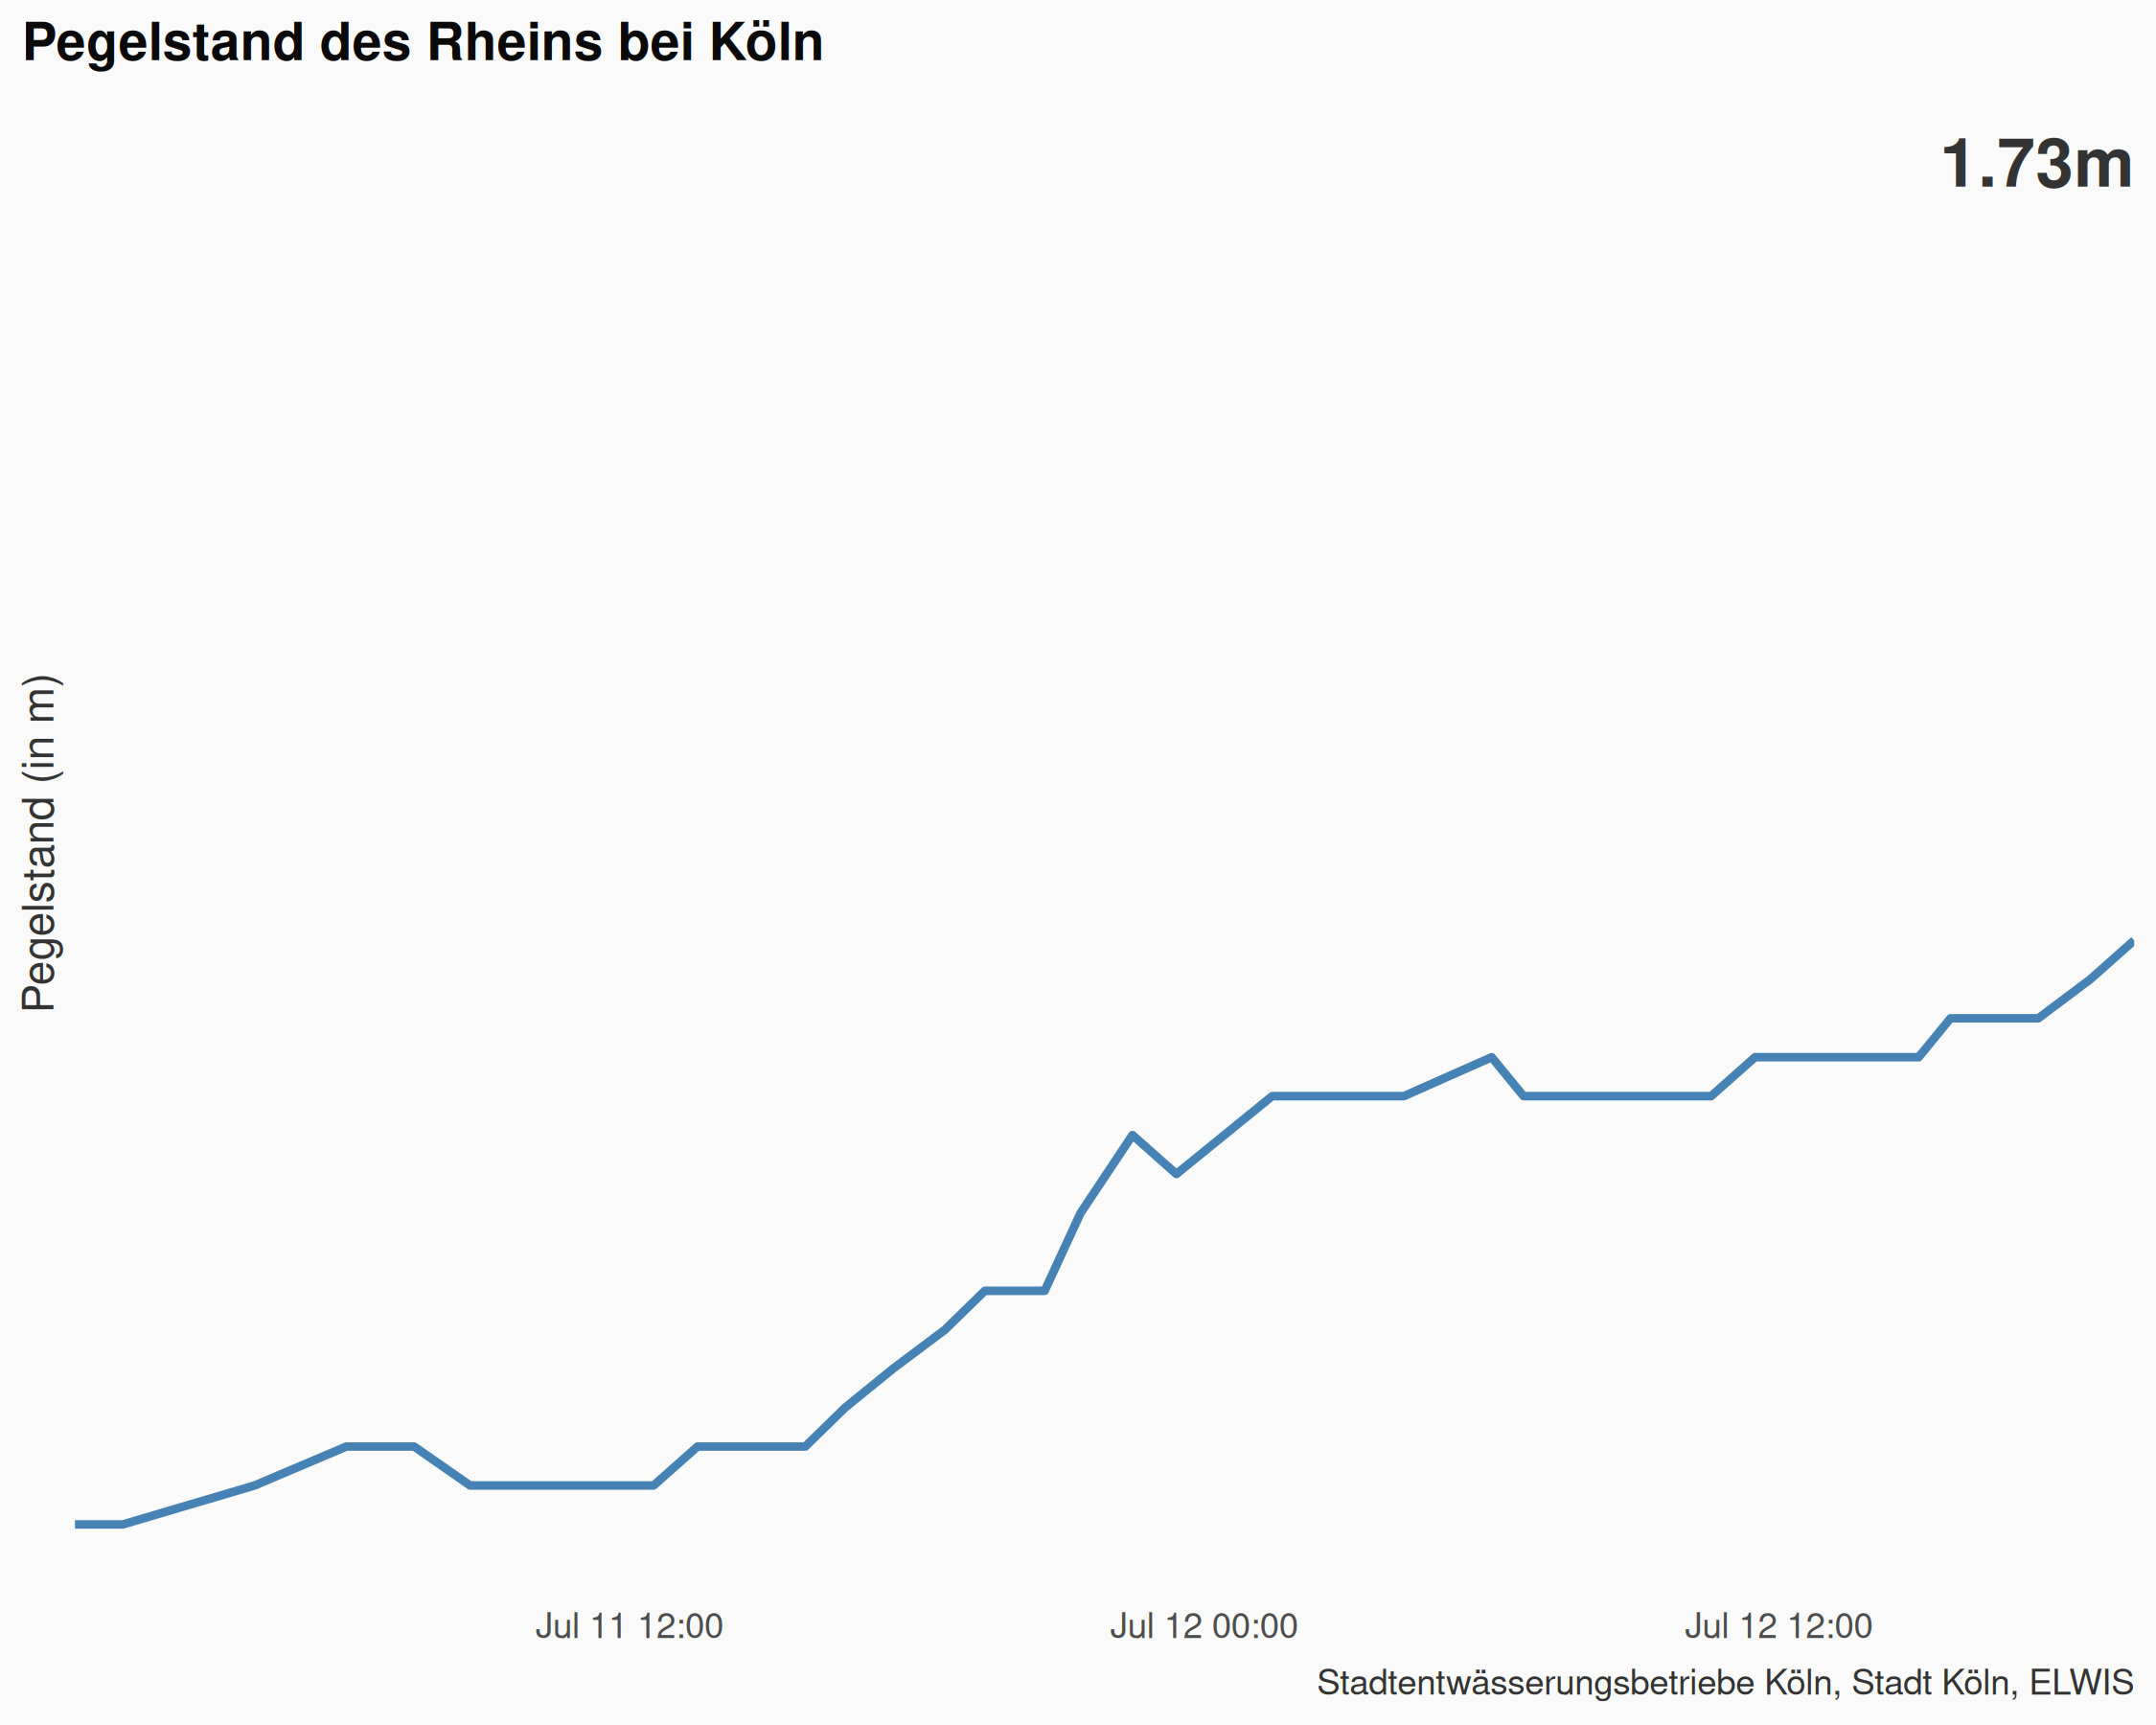 Pegelstand des Rheins bei Köln
1.73m
Pegelstand (in m)
Jul 11 12:00
Jul 12 00:00
Jul 12 12:00
Stadtentwässerungsbetriebe Köln, Stadt Köln, ELWIS